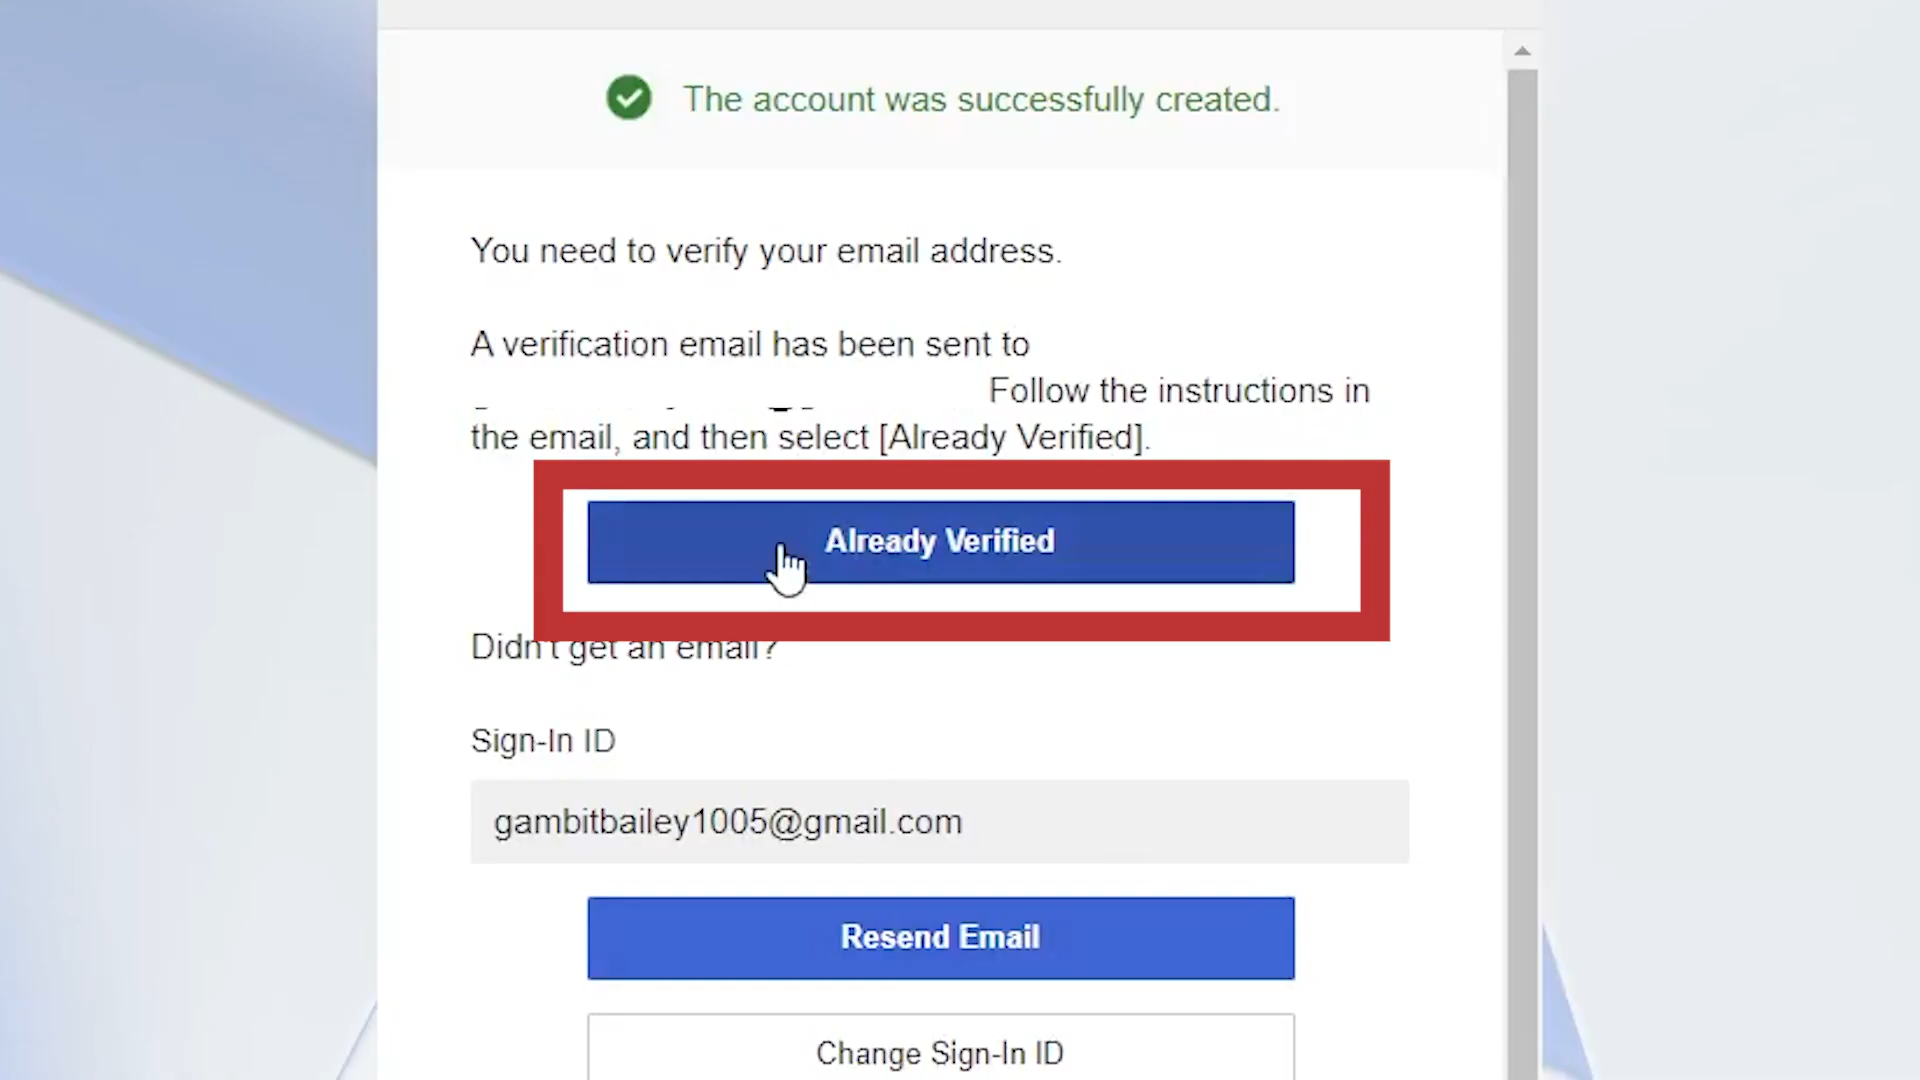 The account was successfully created.
You need to verify your email address.
A verification email has been sent to
Follow the instructions in
the email, and then select [Already Verified].
Already Verified
Didn't get an email?
Sign-In ID
gambitbailey1005@gmail.com
Resend Email
Change Sign-In ID